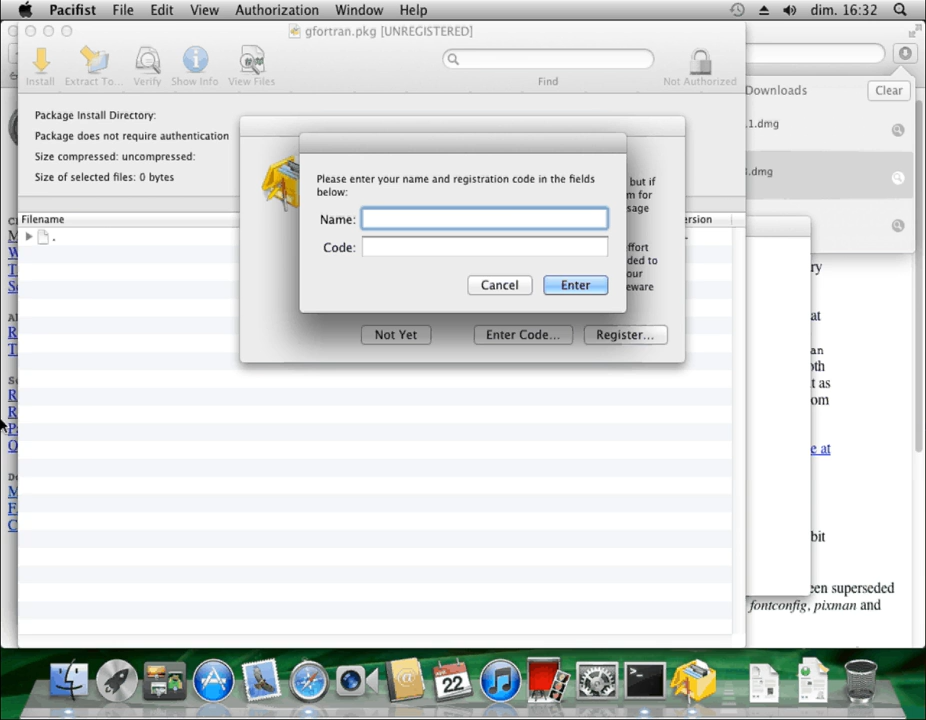 Pacifist File Edit View Authorization Window Help dim. 16:32
gfortran.pkg [UNREGISTERED]
Install Extract To... Verify Show Info View Files Find Not Authorized
Downloads Clear
.1.dmg
.dmg
Package Install Directory:
Package does not require authentication
Size compressed: uncompressed:
Size of selected files: 0 bytes
but if
m for
sage
Please enter your name and registration code in the fields
below:
Name:
Code:
Cancel Enter
ffort
ded to
our
eware
Not Yet Enter Code... Register...
Filename ersion
.
ry
at
an
oth
t as
om
e at
bit
een superseded
fontconfig, pixman and
22